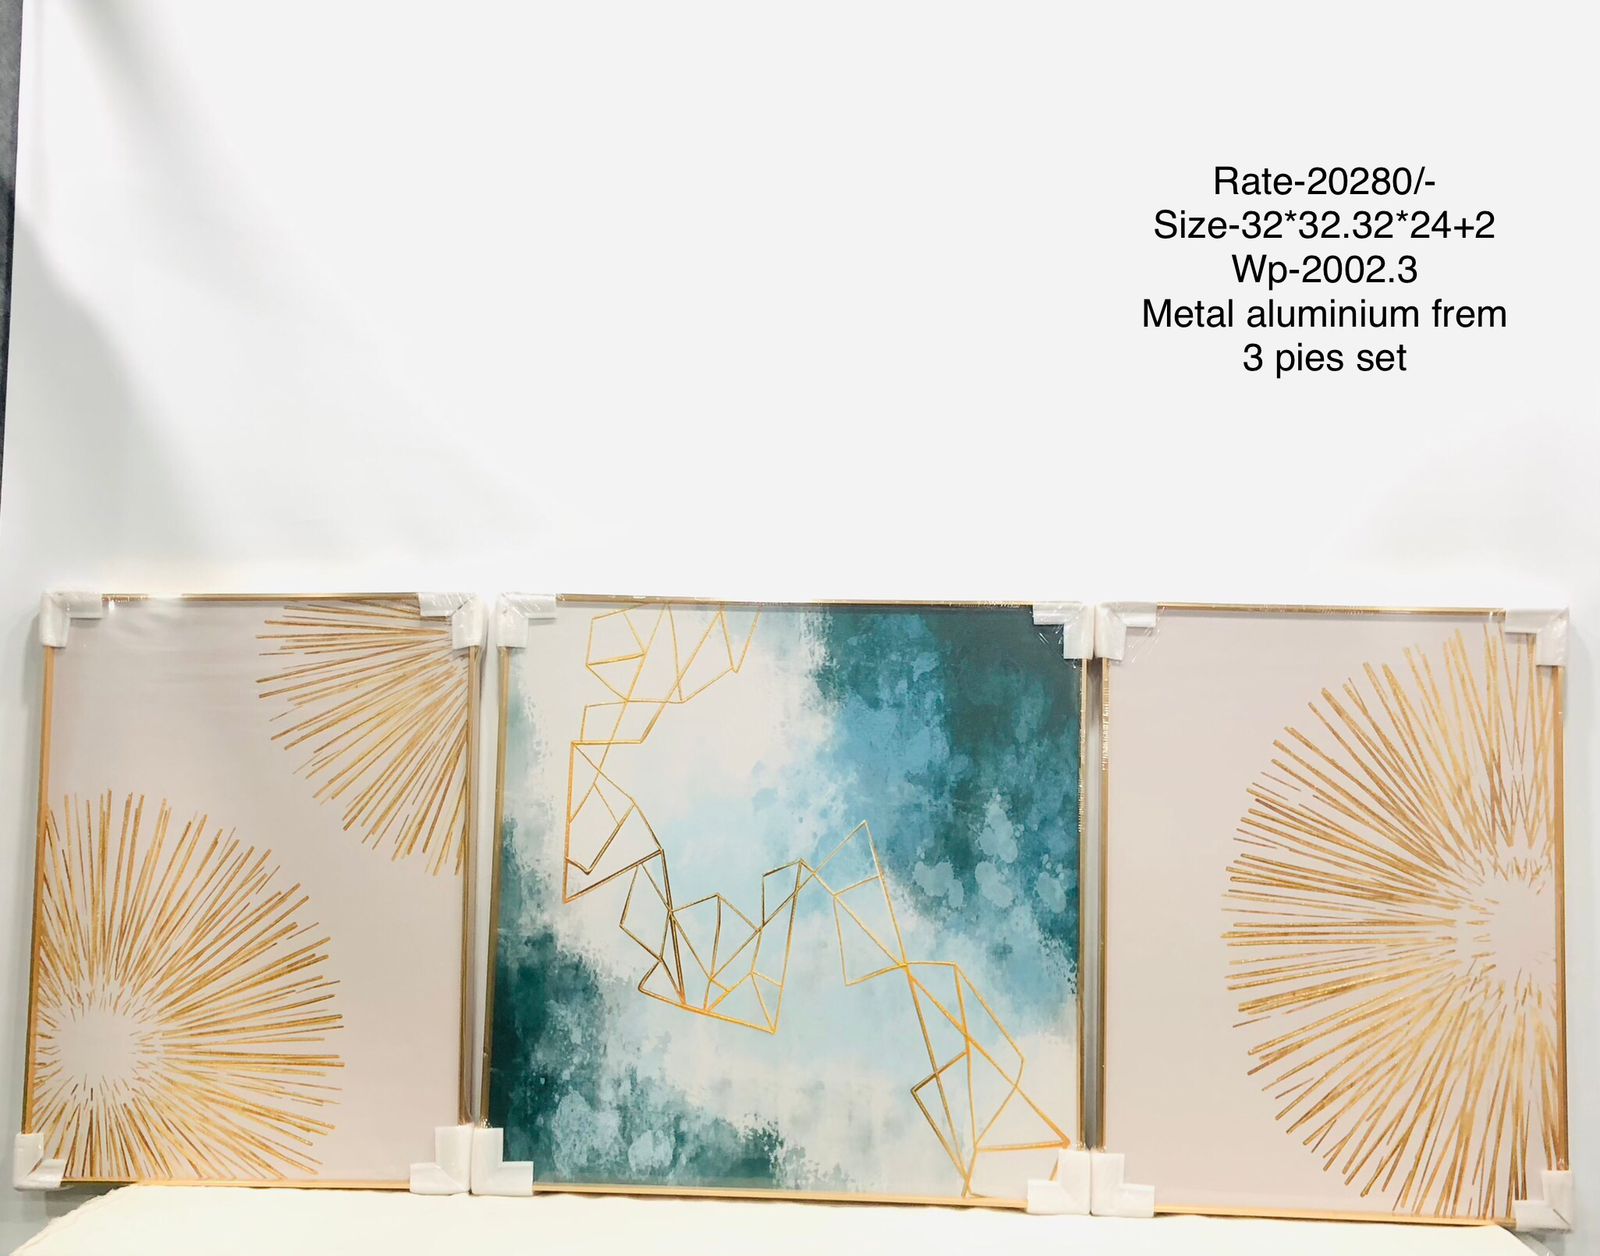 Rate-20280/-
Size-32*32.32*24+2
Wp-2002.3
Metal aluminium frem
3 pies set